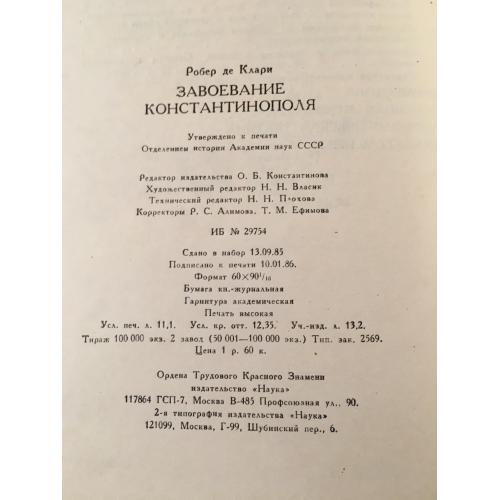 Робер де Клари
ЗАВОЕВАНИЕ
КОНСТАНТИНОПОЛЯ
Утверждено к печати
Отделением истории Академии наук СССР
Редактор издательства О. Б. Константинова
Художественный редактор Н. Н. Власик
Технический редактор Н. Н. Плохова
Корректоры Р. С. Алимова, Т. М. Ефимова
ИБ № 29754
Сдано в набор 13.09.85
Подписано к печати 10.01.86.
Формат 60×90¹/₁₆
Бумага кн.-журнальная
Гарнитура академическая
Печать высокая
Усл. печ. л. 11,1. Усл. кр. отт. 12,35. Уч.-изд. л. 13,2.
Тираж 100 000 экз. 2 завод (50 001—100 000 экз.) Тип. зак. 2569.
Цена 1 р. 60 к.
Ордена Трудового Красного Знамени
издательство «Наука»
117864 ГСП-7, Москва В-485 Профсоюзная ул., 90.
2-я типография издательства «Наука»
121099, Москва, Г-99, Шубинский пер., 6.